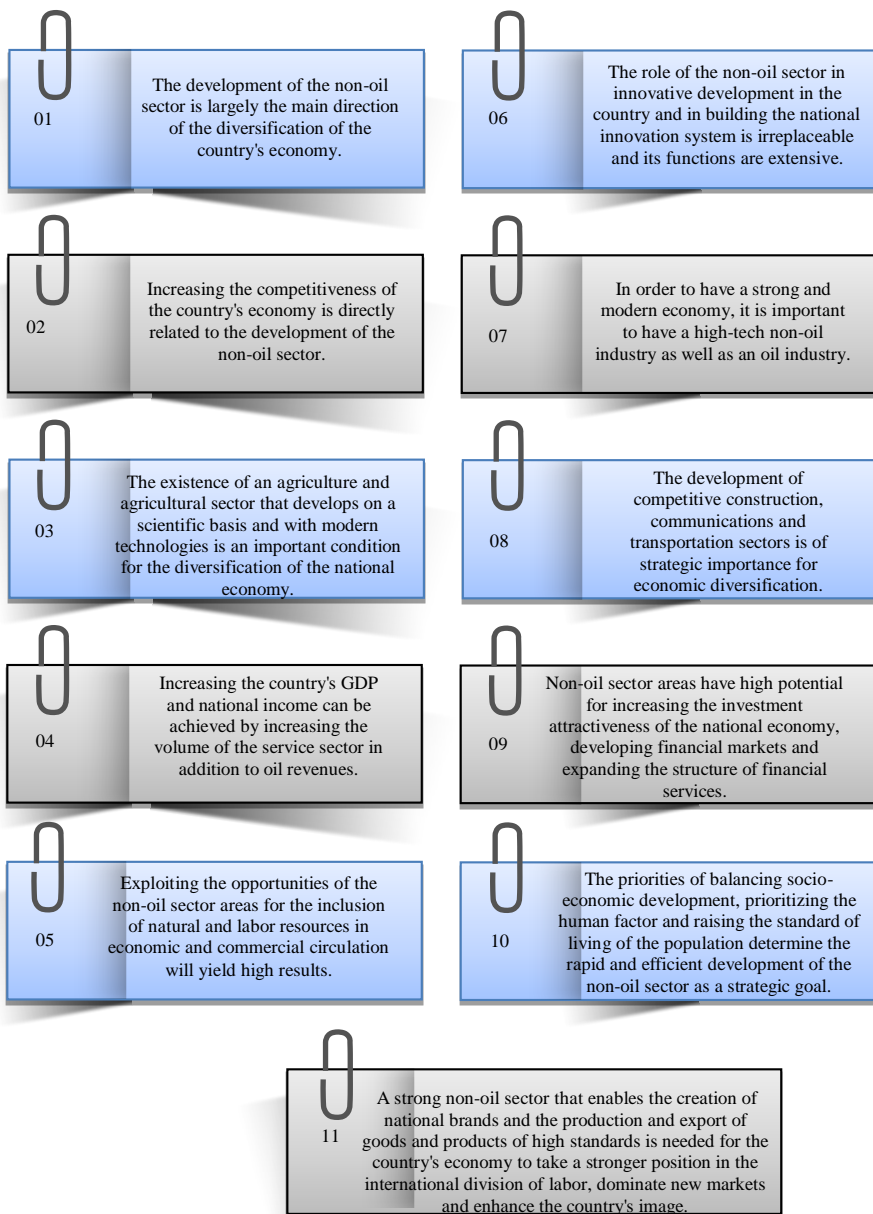 01
The development of the non-oil
sector is largely the main direction
of the diversification of the
country's economy.
02
Increasing the competitiveness of
the country's economy is directly
related to the development of the
non-oil sector.
03
The existence of an agriculture and
agricultural sector that develops on a
scientific basis and with modern
technologies is an important condition
for the diversification of the national
economy.
04
Increasing the country's GDP
and national income can be
achieved by increasing the
volume of the service sector in
addition to oil revenues.
05
Exploiting the opportunities of the
non-oil sector areas for the inclusion
of natural and labor resources in
economic and commercial circulation
will yield high results.
06
The role of the non-oil sector in
innovative development in the
country and in building the national
innovation system is irreplaceable
and its functions are extensive.
07
In order to have a strong and
modern economy, it is important
to have a high-tech non-oil
industry as well as an oil industry.
08
The development of
competitive construction,
communications and
transportation sectors is of
strategic importance for
economic diversification.
09
Non-oil sector areas have high potential
for increasing the investment
attractiveness of the national economy,
developing financial markets and
expanding the structure of financial
services.
10
The priorities of balancing socio-
economic development, prioritizing the
human factor and raising the standard of
living of the population determine the
rapid and efficient development of the
non-oil sector as a strategic goal.
11
A strong non-oil sector that enables the creation of
national brands and the production and export of
goods and products of high standards is needed for the
country's economy to take a stronger position in the
international division of labor, dominate new markets
and enhance the country's image.